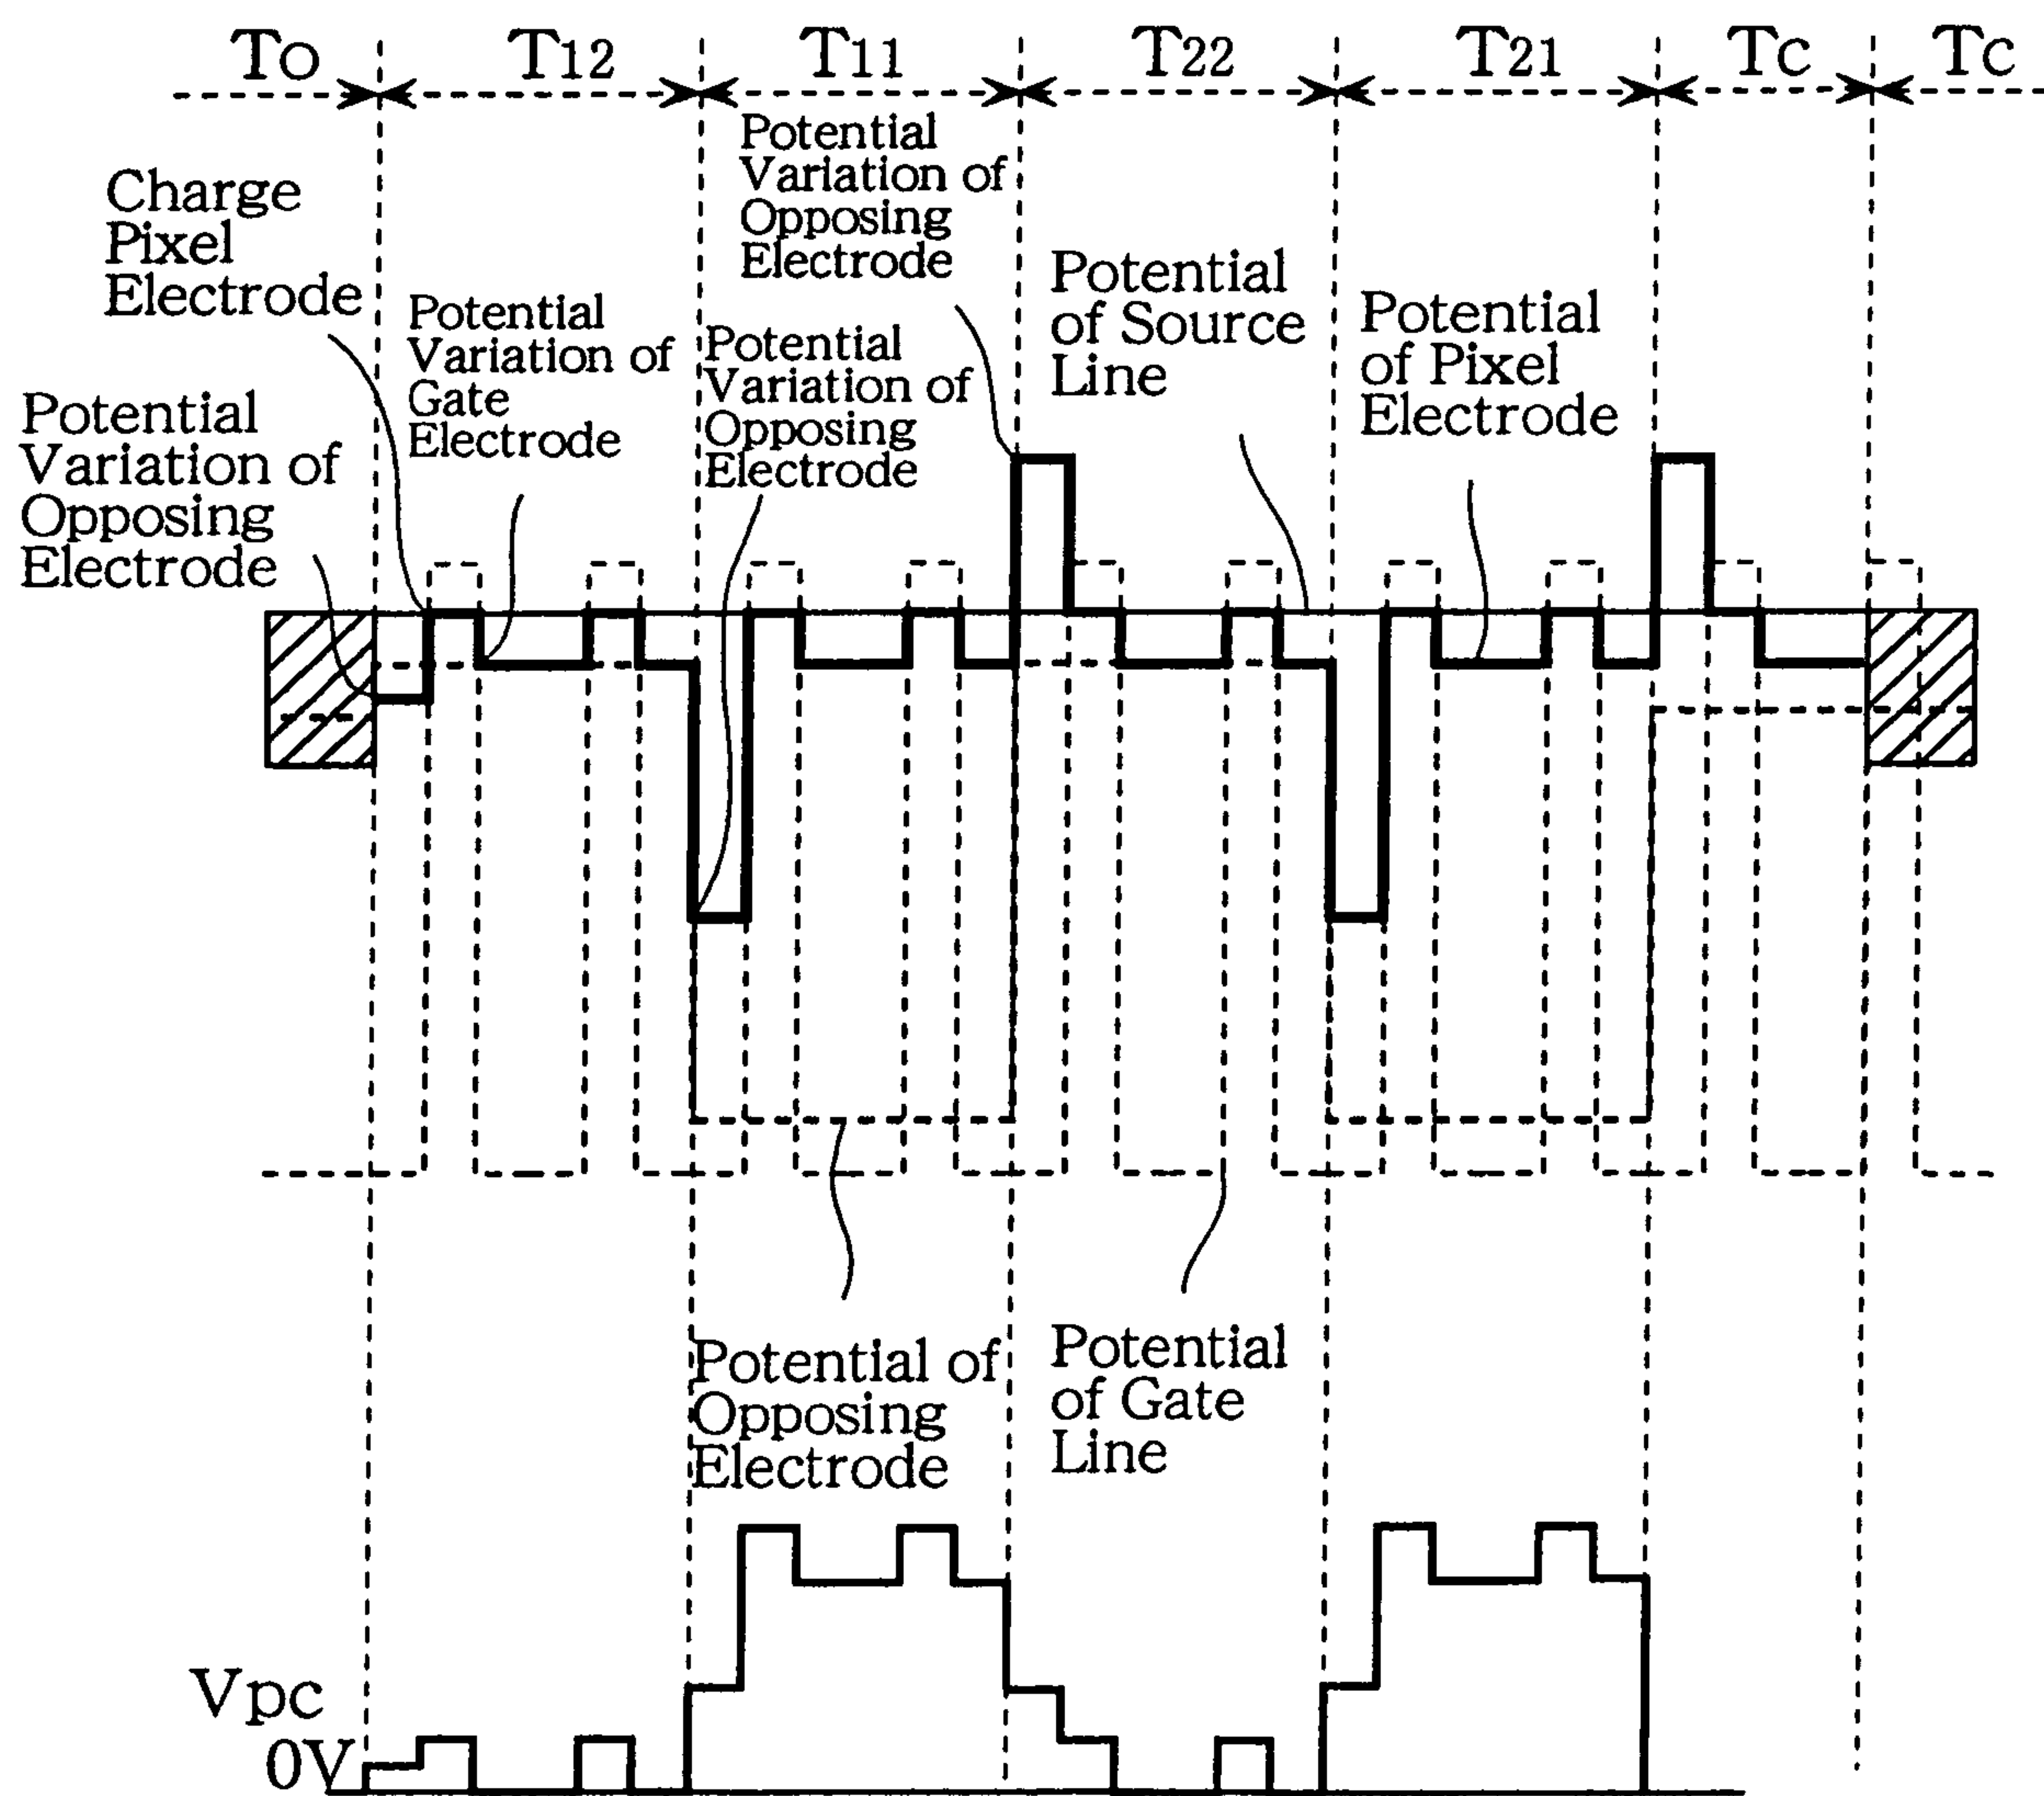 To T12 T11 T22 T21 Tc Tc
Potential
Variation of
Opposing
Electrode
Charge
Pixel
Electrode
Potential
of Source
Line
Potential
of Pixel
Electrode
Potential
Variation of
Gate
Electrode
Potential
Variation of
Opposing
Electrode
Potential
Variation of
Opposing
Electrode
Potential of
Opposing
Electrode
Potential
of Gate
Line
Vpc
0V